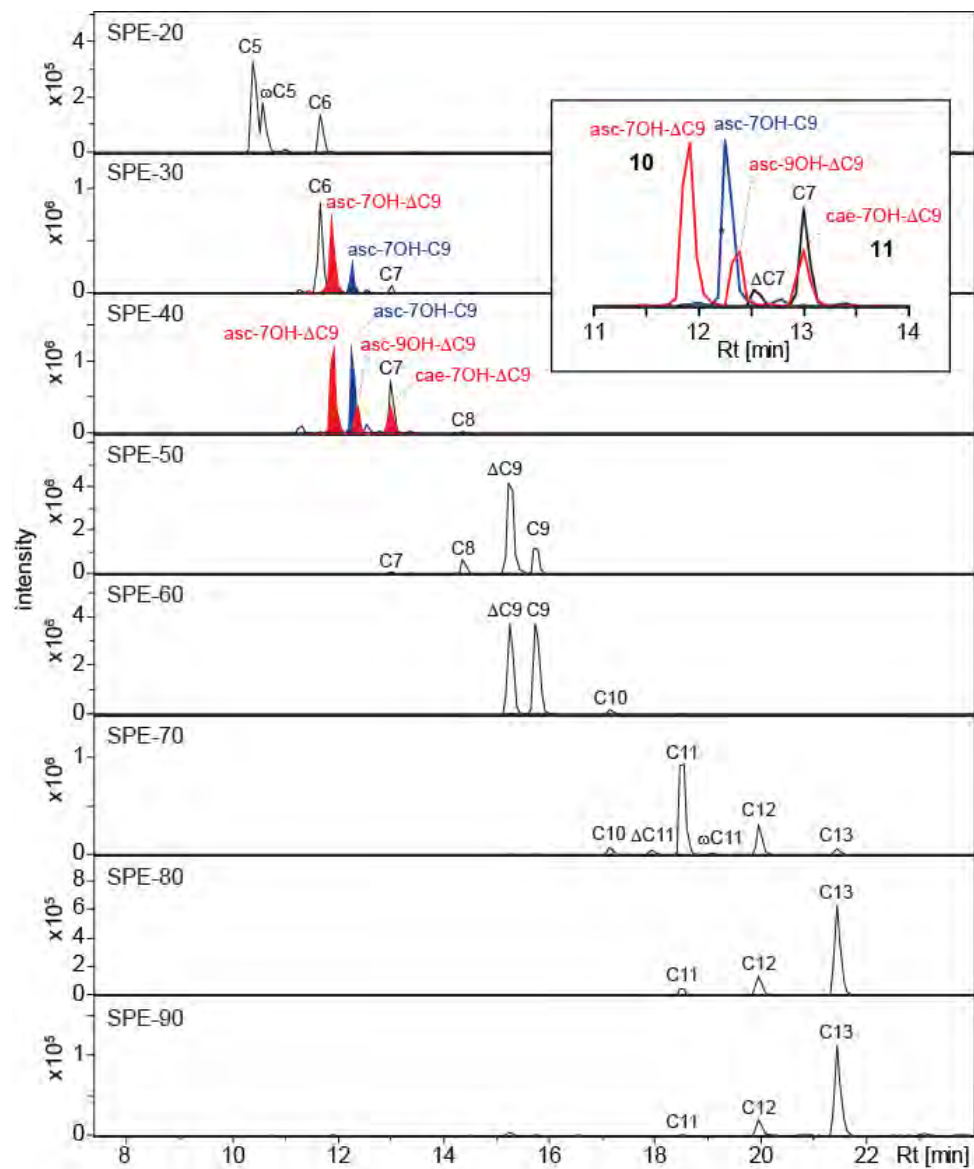 SPE-20
C5
ωC5
C6
4
2
0
x10⁵
SPE-30
C6
asc-7OH-ΔC9
asc-7OH-C9
C7
1
0
x10⁶
asc-7OH-ΔC9
10
asc-7OH-C9
asc-9OH-ΔC9
C7
cae-7OH-ΔC9
11
ΔC7
*
11 12 13 14
Rt [min]
SPE-40
asc-7OH-C9
asc-7OH-ΔC9
asc-9OH-ΔC9
C7
cae-7OH-ΔC9
C8
1
0
x10⁶
SPE-50
ΔC9
C9
C8
C7
4
2
0
x10⁶
intensity
SPE-60
ΔC9 C9
C10
4
2
0
x10⁶
SPE-70
C11
C12
C10 ΔC11 ωC11 C13
1
0
x10⁶
SPE-80
C13
C12
C11
8
6
4
2
0
x10⁵
SPE-90
C13
C12
C11
1
0
x10⁵
8 10 12 14 16 18 20 22
Rt [min]